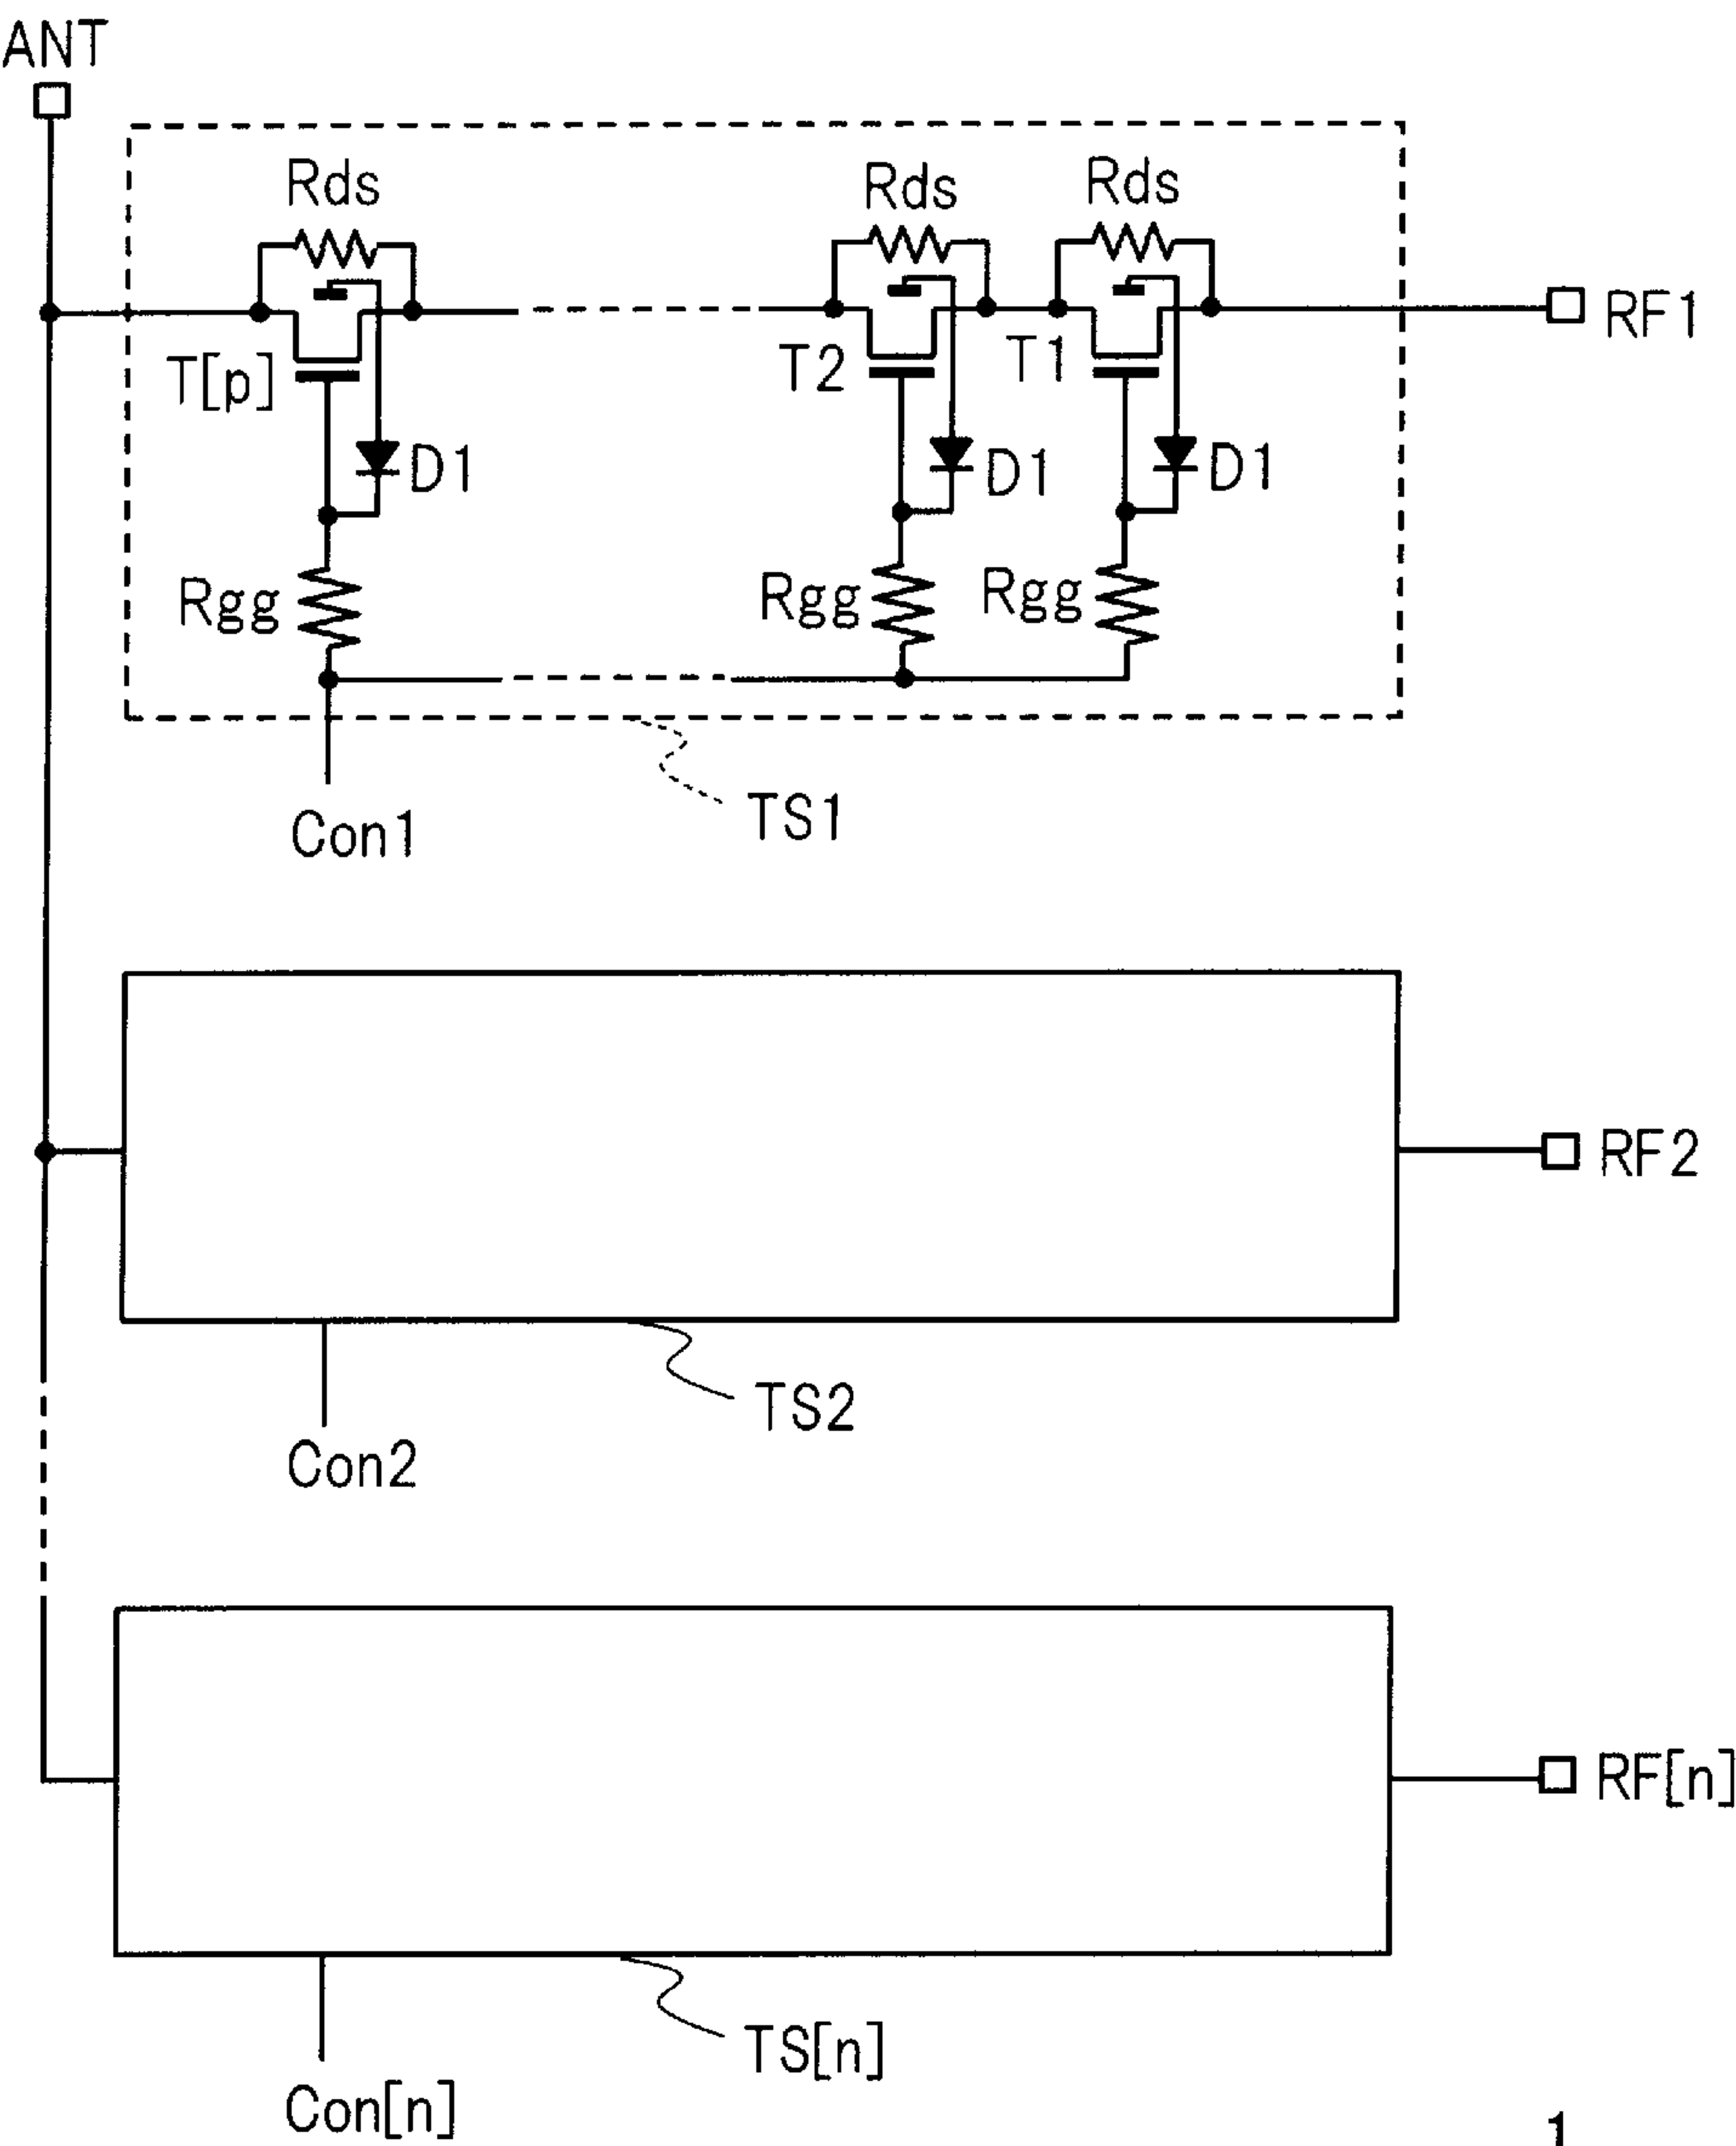 ANT
Rds
Rds
Rds
RF1
T[p]
T2
T1
D1
D1
D1
Rgg
Rgg
Rgg
Con1
TS1
RF2
TS2
Con2
RF[n]
TS[n]
Con[n]
1